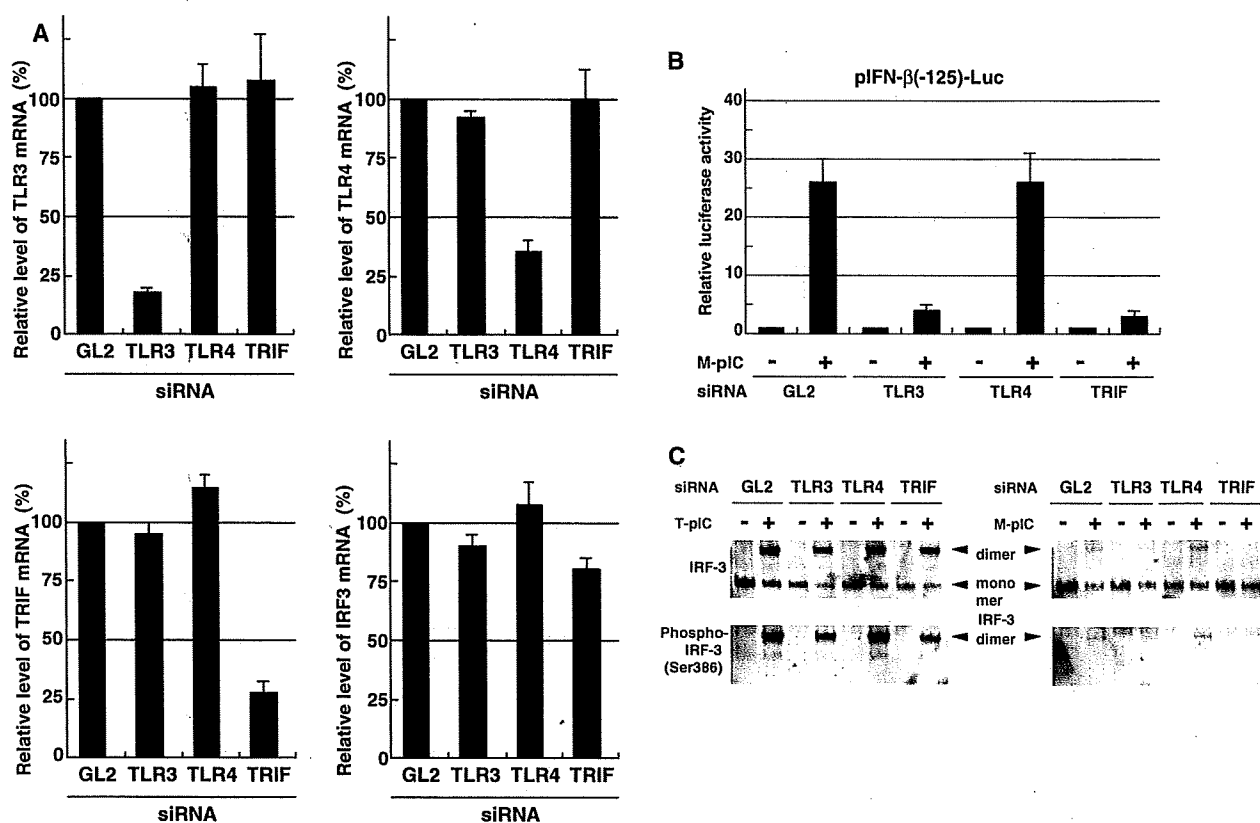 A
Relative level of TLR3 mRNA (%)
100
75
50
25
0
GL2 TLR3 TLR4 TRIF
siRNA
Relative level of TLR4 mRNA (%)
100
75
50
25
0
GL2 TLR3 TLR4 TRIF
siRNA
Relative level of TRIF mRNA (%)
100
75
50
25
0
GL2 TLR3 TLR4 TRIF
siRNA
Relative level of IRF3 mRNA (%)
100
75
50
25
0
GL2 TLR3 TLR4 TRIF
siRNA
B
pIFN-β(-125)-Luc
Relative luciferase activity
40
30
20
10
0
M-pIC - + - + - + - +
siRNA GL2 TLR3 TLR4 TRIF
C
siRNA GL2 TLR3 TLR4 TRIF siRNA GL2 TLR3 TLR4 TRIF
T-pIC - + - + - + - + M-pIC - + - + - + - +
IRF-3
dimer
mono
mer
IRF-3
dimer
Phospho-
IRF-3
(Ser386)